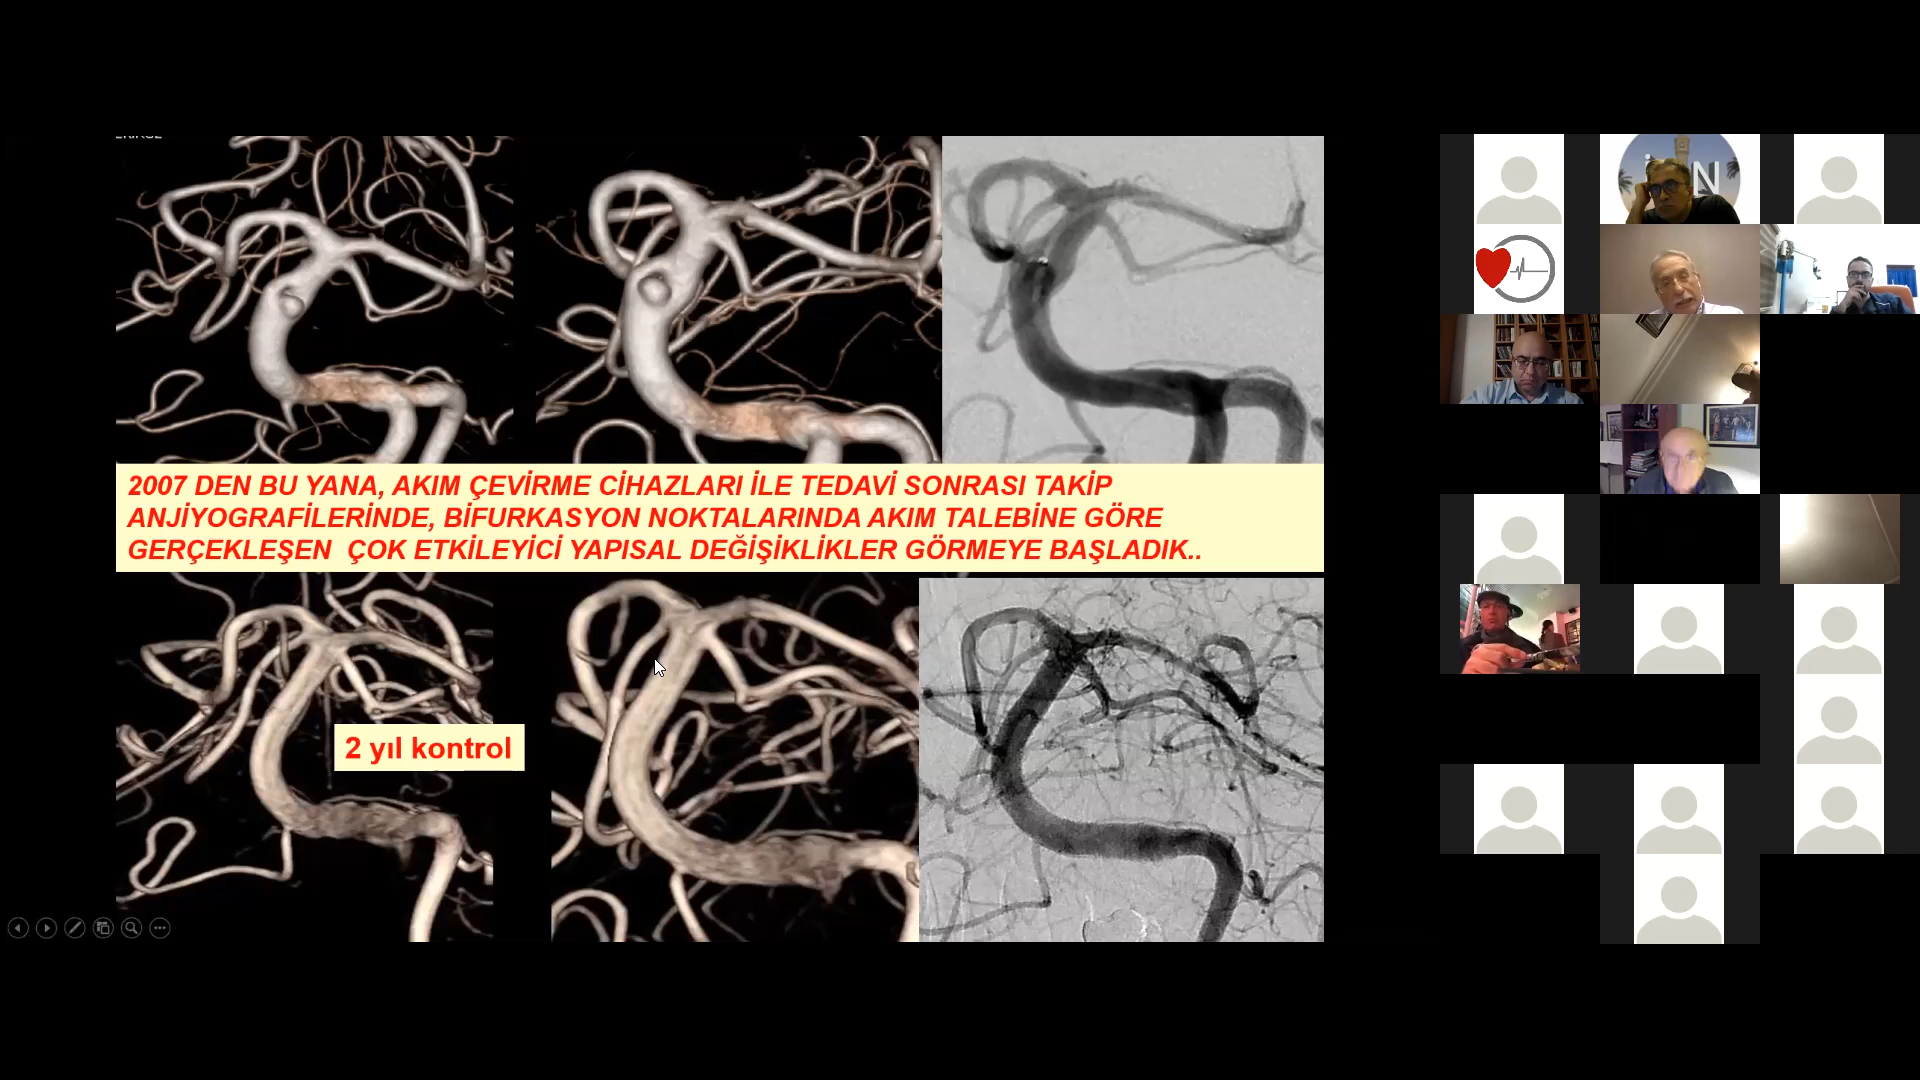 2007 DEN BU YANA, AKIM ÇEVİRME CİHAZLARI İLE TEDAVİ SONRASI TAKİP
ANJİYOGRAFİLERİNDE, BİFURKASYON NOKTALARINDA AKIM TALEBİNE GÖRE
GERÇEKLEŞEN ÇOK ETKİLEYİCİ YAPISAL DEĞİŞİKLİKLER GÖRMEYE BAŞLADIK..
2 yıl kontrol